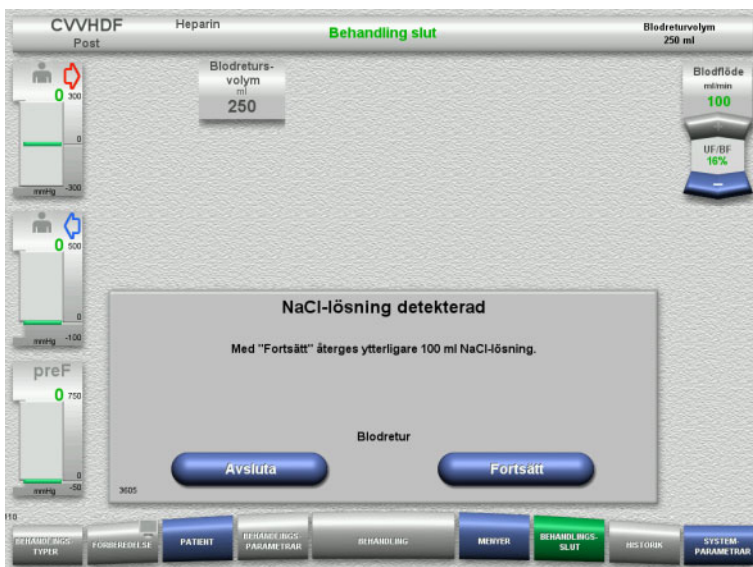 CVVHDF
Post
Heparin
Behandling slut
Blodreturvolym
250 ml
Blodreturs-
volym
ml
250
Blodflöde
ml/min
100
+
UF/BF
16%
−
0
300
0
mmHg
-300
0
500
0
mmHg
-100
preF
0
750
0
mmHg
-50
NaCl-lösning detekterad
Med "Fortsätt" återges ytterligare 100 ml NaCl-lösning.
Blodretur
Avsluta
Fortsätt
3605
BEHANDLINGS-
TYPER
FÖRBEREDELSE
PATIENT
BEHANDLINGS-
PARAMETRAR
BEHANDLING
MENYER
BEHANDLINGS-
SLUT
HISTORIK
SYSTEM-
PARAMETRAR